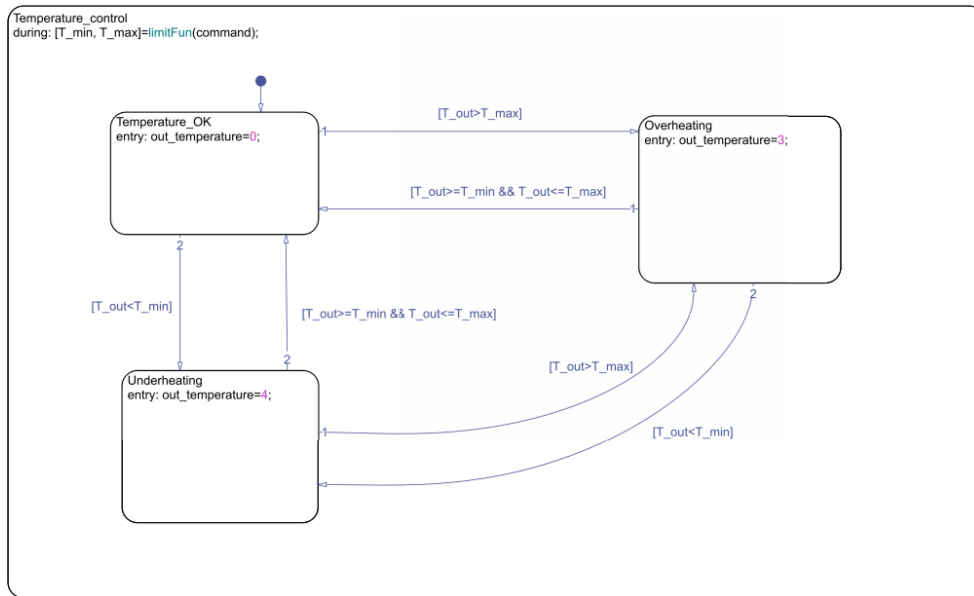 Temperature_control
during: [T_min, T_max]=limitFun(command);
Temperature_OK
entry: out_temperature=0;
1
[T_out>T_max]
Overheating
entry: out_temperature=3;
[T_out>=T_min && T_out<=T_max]
1
2
[T_out<T_min]
[T_out>=T_min && T_out<=T_max]
2
2
Underheating
entry: out_temperature=4;
1
[T_out>T_max]
[T_out<T_min]